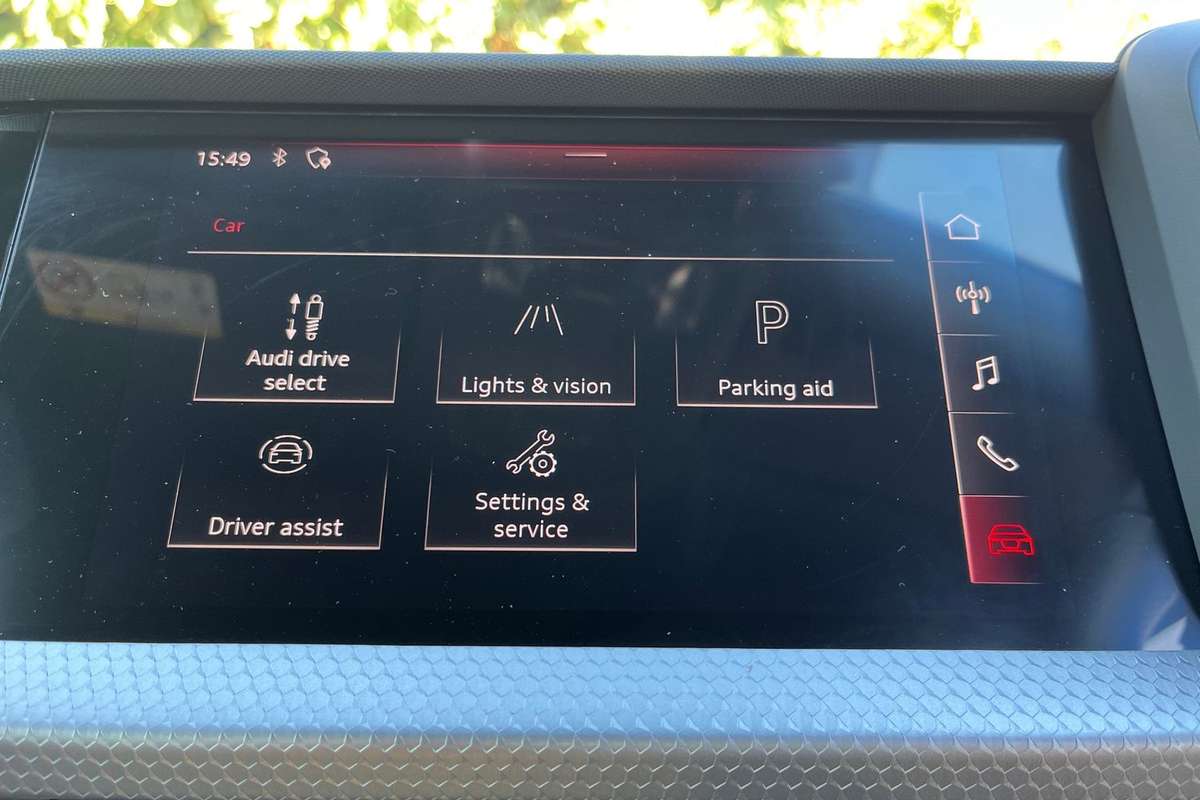 15:49
Car
Audi drive
select
Lights & vision
P
Parking aid
Driver assist
Settings &
service